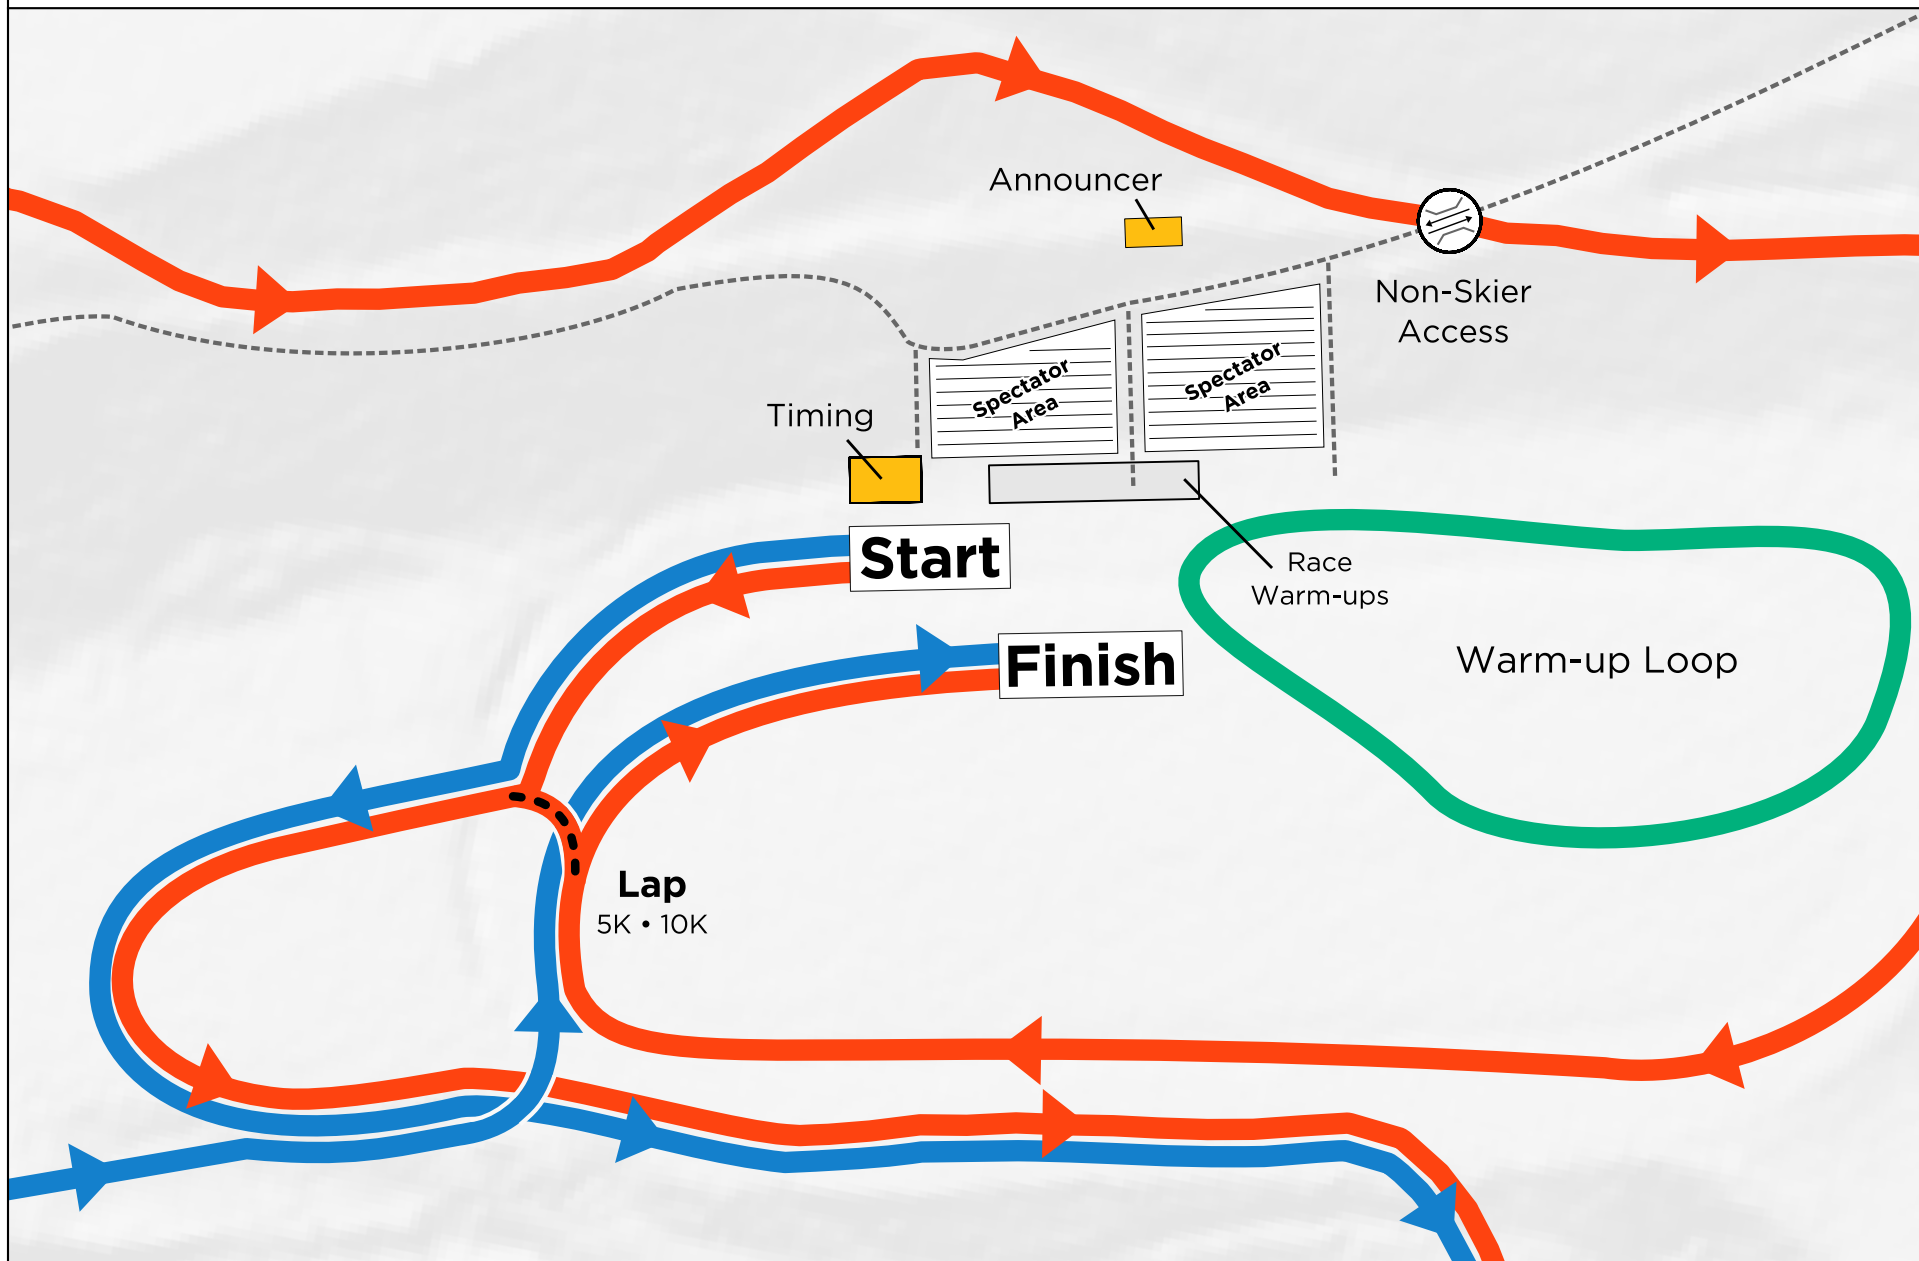 Announcer
Non-Skier
Access
Spectator
Area
Spectator
Area
Timing
Start
Race
Warm-ups
Finish
Warm-up Loop
Lap
5K • 10K